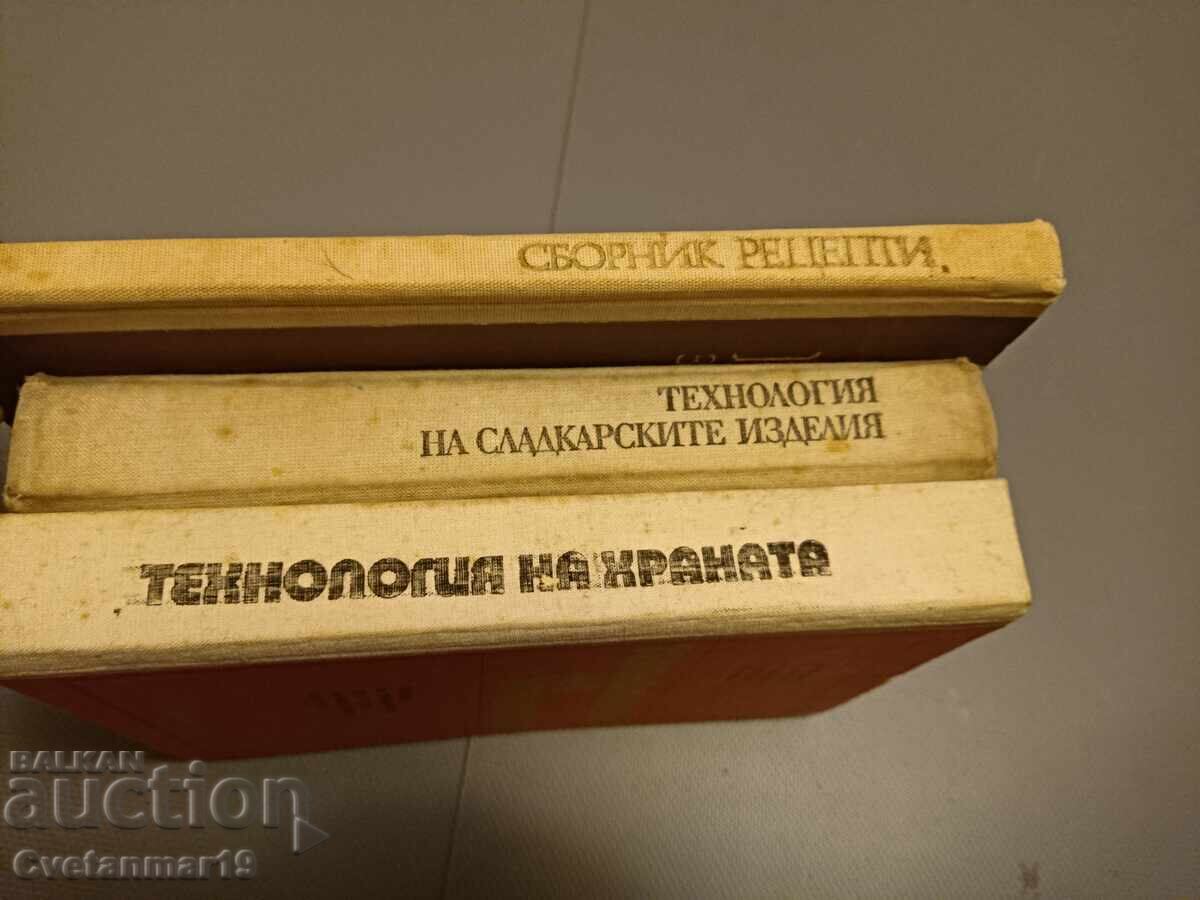 СБОРНИК РЕЦЕПТИ
ТЕХНОЛОГИЯ
НА СЛАДКАРСКИТЕ ИЗДЕЛИЯ
ТЕХНОЛОГИЯ НА ХРАНАТА
BALKAN
auction
Cvetanmar19